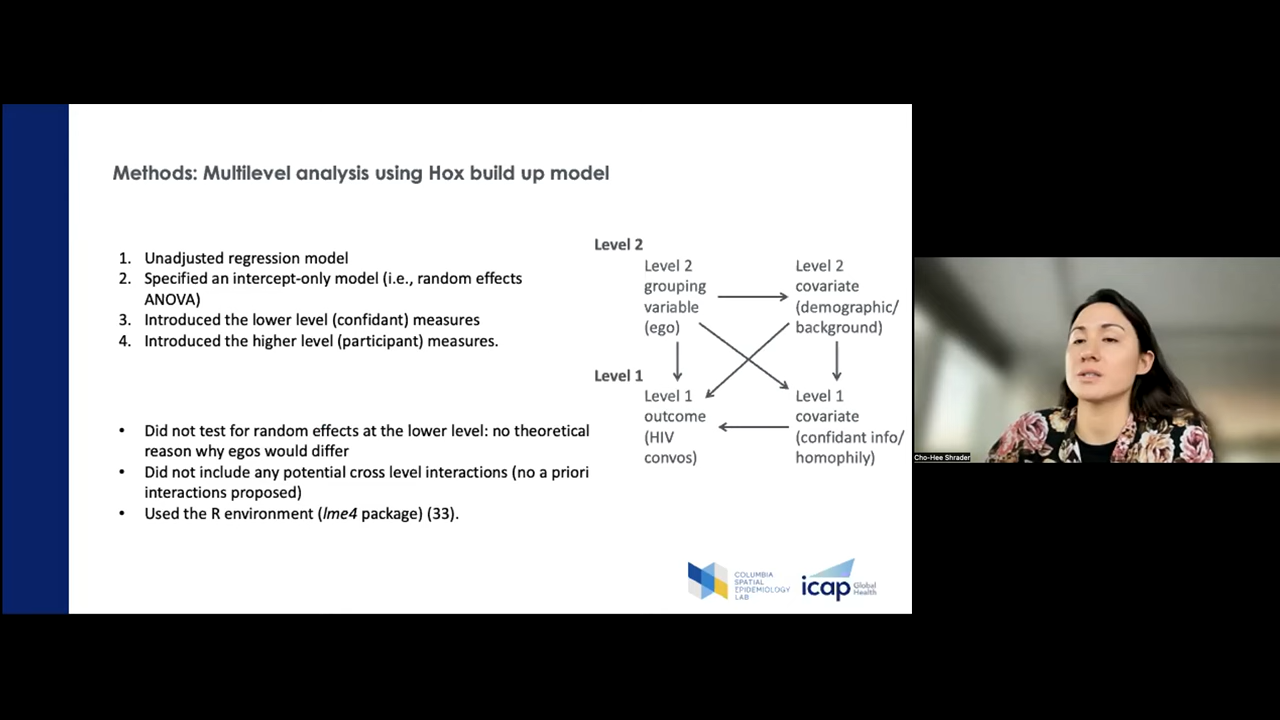 Methods: Multilevel analysis using Hox build up model
1. Unadjusted regression model
2. Specified an intercept-only model (i.e., random effects
ANOVA)
3. Introduced the lower level (confidant) measures
4. Introduced the higher level (participant) measures.
• Did not test for random effects at the lower level: no theoretical
reason why egos would differ
• Did not include any potential cross level interactions (no a priori
interactions proposed)
• Used the R environment (lme4 package) (33).
Level 2
Level 2
grouping
variable
(ego)
Level 2
covariate
(demographic/
background)
Level 1
Level 1
outcome
(HIV
convos)
Level 1
covariate
(confidant info/
homophily)
COLUMBIA
SPATIAL
EPIDEMIOLOGY
LAB
icap
Global
Health
Cho-Hee Shrader